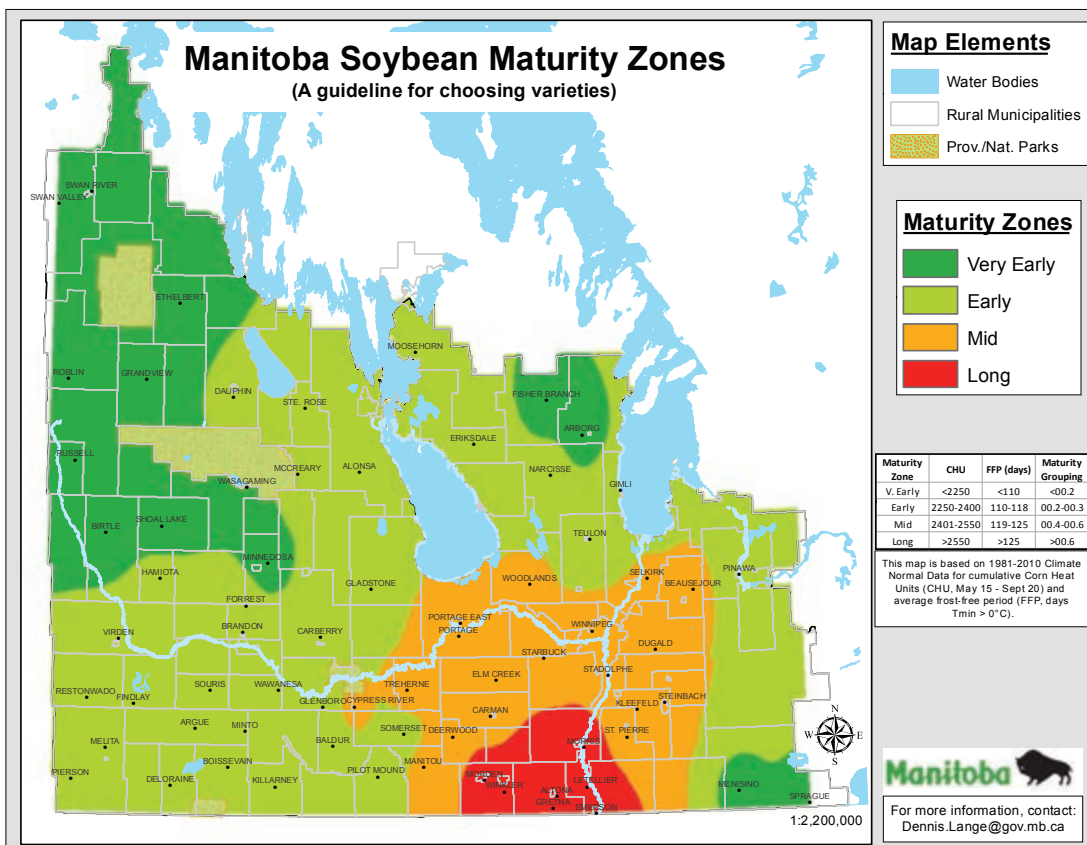 Manitoba Soybean Maturity Zones
(A guideline for choosing varieties)
SWAN RIVER
SWAN VALLEY
ETHELBERT
MOOSEHORN
ROBLIN
GRANDVIEW
DAUPHIN
STE. ROSE
FISHER BRANCH
ARBORG
ERIKSDALE
RUSSELL
MCCREARY
ALONSA
NARCISSE
WASAGAMING
GIMLI
BIRTLE
SHOAL LAKE
TEULON
MINNEDOSA
HAMIOTA
GLADSTONE
WOODLANDS
SELKIRK
BEAUSEJOUR
PINAWA
FORREST
PORTAGE EAST
PORTAGE
WINNIPEG
VIRDEN
BRANDON
CARBERRY
DUGALD
STARBUCK
STADOLPHE
ELM CREEK
RESTONWADO
FINDLAY
SOURIS
WAWANESA
TREHERNE
STEINBACH
GLENBORO
CYPRESS RIVER
KLEEFELD
CARMAN
ARGUE
MINTO
SOMERSET
DEERWOOD
ST. PIERRE
MELITA
BALDUR
MORRIS
BOISSEVAIN
MANITOU
PIERSON
DELORAINE
KILLARNEY
PILOT MOUND
MORDEN
WINKLER
LETELLIER
ALTONA
GRETNA
EMERSON
MENISINO
SPRAGUE
N
W
E
S
1:2,200,000
Map Elements
Water Bodies
Rural Municipalities
Prov./Nat. Parks
Maturity Zones
Very Early
Early
Mid
Long
Maturity Zone CHU FFP (days) Maturity Grouping
V. Early <2250 <110 <00.2
Early 2250-2400 110-118 00.2-00.3
Mid 2401-2550 119-125 00.4-00.6
Long >2550 >125 >00.6
This map is based on 1981-2010 Climate
Normal Data for cumulative Corn Heat
Units (CHU, May 15 - Sept 20) and
average frost-free period (FFP, days
Tmin > 0°C).
Manitoba
For more information, contact:
Dennis.Lange@gov.mb.ca